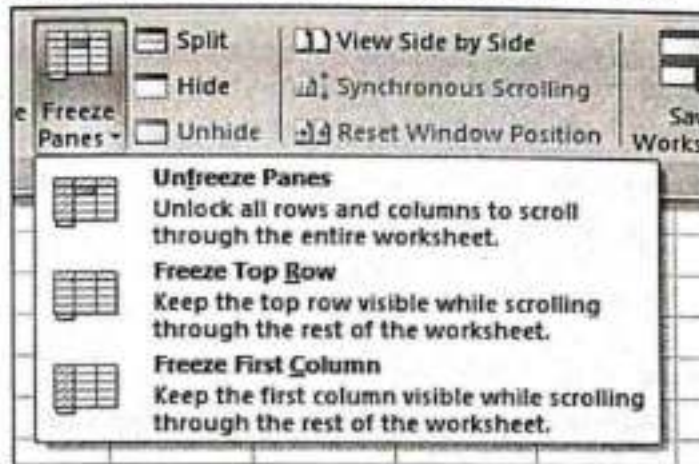 Split
View Side by Side
Hide
Synchronous Scrolling
Freeze
Panes
Unhide
Reset Window Position
Unfreeze Panes
Unlock all rows and columns to scroll
through the entire worksheet.
Freeze Top Row
Keep the top row visible while scrolling
through the rest of the worksheet.
Freeze First Column
Keep the first column visible while scrolling
through the rest of the worksheet.